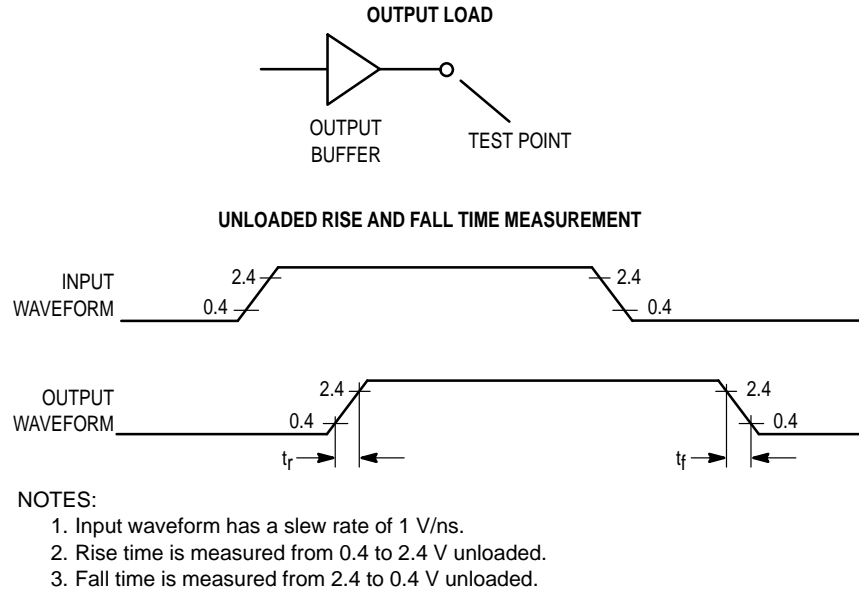 OUTPUT LOAD
OUTPUT
BUFFER
TEST POINT
UNLOADED RISE AND FALL TIME MEASUREMENT
INPUT
WAVEFORM
2.4
0.4
2.4
0.4
OUTPUT
WAVEFORM
2.4
0.4
2.4
0.4
tr
tf
NOTES:
1. Input waveform has a slew rate of 1 V/ns.
2. Rise time is measured from 0.4 to 2.4 V unloaded.
3. Fall time is measured from 2.4 to 0.4 V unloaded.